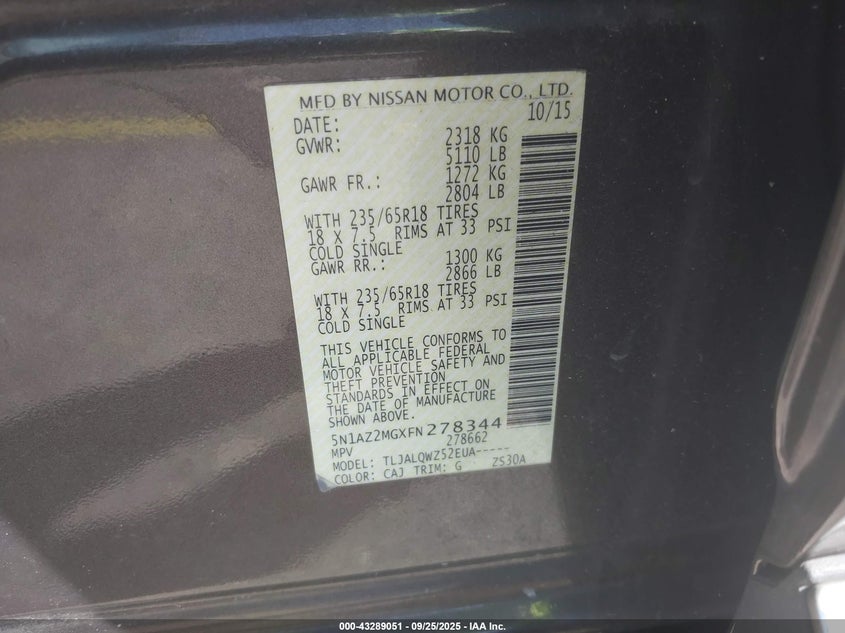 MFD BY NISSAN MOTOR CO., LTD.
DATE: 10/15
GVWR: 2318 KG
5110 LB
GAWR FR.: 1272 KG
2804 LB
WITH 235/65R18 TIRES
18 X 7.5 RIMS AT 33 PSI
COLD SINGLE
GAWR RR.: 1300 KG
2866 LB
WITH 235/65R18 TIRES
18 X 7.5 RIMS AT 33 PSI
COLD SINGLE
THIS VEHICLE CONFORMS TO
ALL APPLICABLE FEDERAL
MOTOR VEHICLE SAFETY AND
THEFT PREVENTION
STANDARDS IN EFFECT ON
THE DATE OF MANUFACTURE
SHOWN ABOVE.
5N1AZ2MGXFN278344
MPV 278662
MODEL: TLJALQWZ52EUA-----
COLOR: CAJ TRIM: G ZS30A
000-43289051 - 09/25/2025 - IAA Inc.